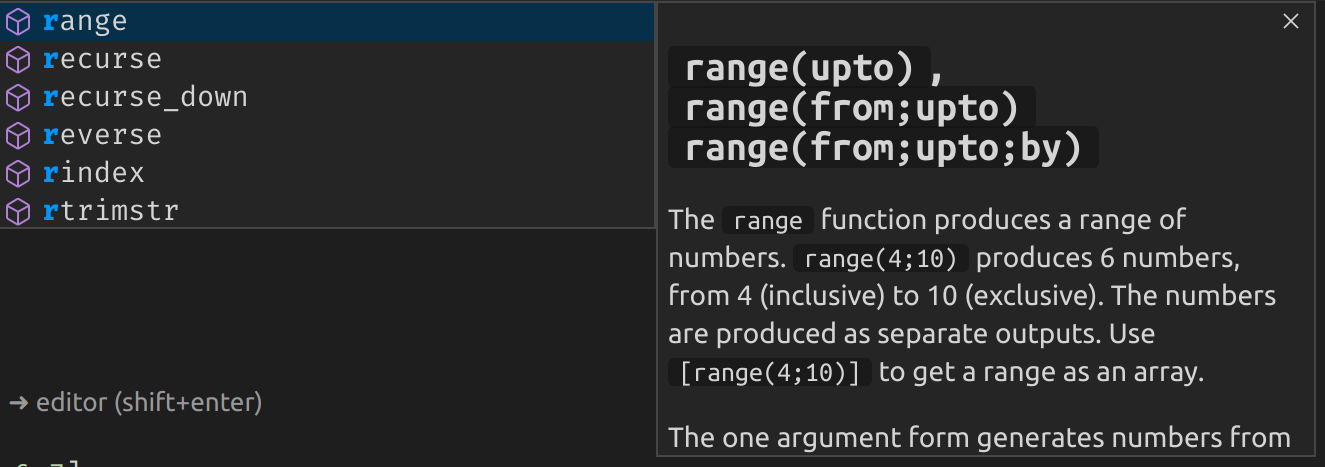 range
recurse
recurse_down
reverse
rindex
rtrimstr
range(upto) ,
range(from;upto)
range(from;upto;by)
The range function produces a range of
numbers. range(4;10) produces 6 numbers,
from 4 (inclusive) to 10 (exclusive). The numbers
are produced as separate outputs. Use
[range(4;10)] to get a range as an array.
The one argument form generates numbers from
➜ editor (shift+enter)